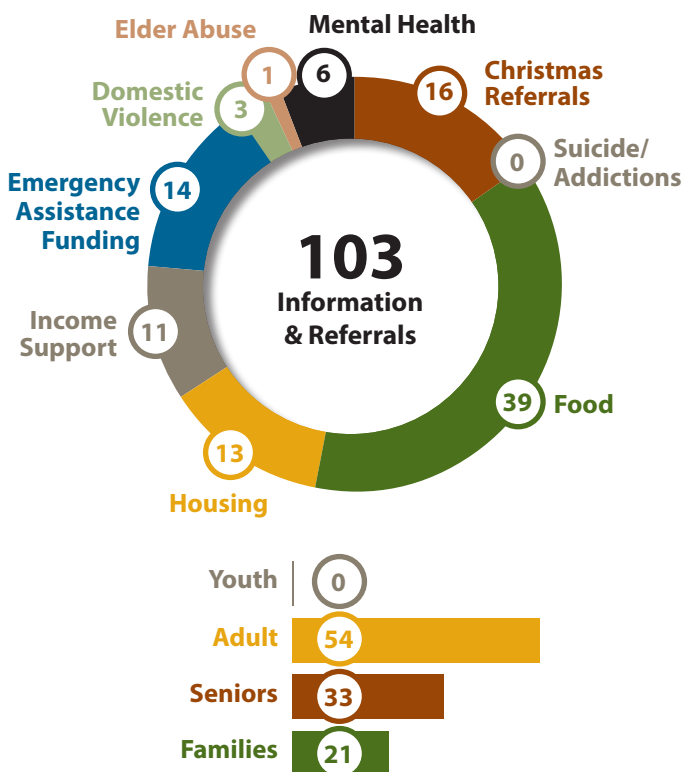 Elder Abuse
1
Mental Health
6
Christmas
Referrals
16
Suicide/
Addictions
0
Domestic
Violence
3
Emergency
Assistance
Funding
14
103
Information
& Referrals
Income
Support
11
39
Food
13
Housing
Youth
0
Adult
54
Seniors
33
Families
21